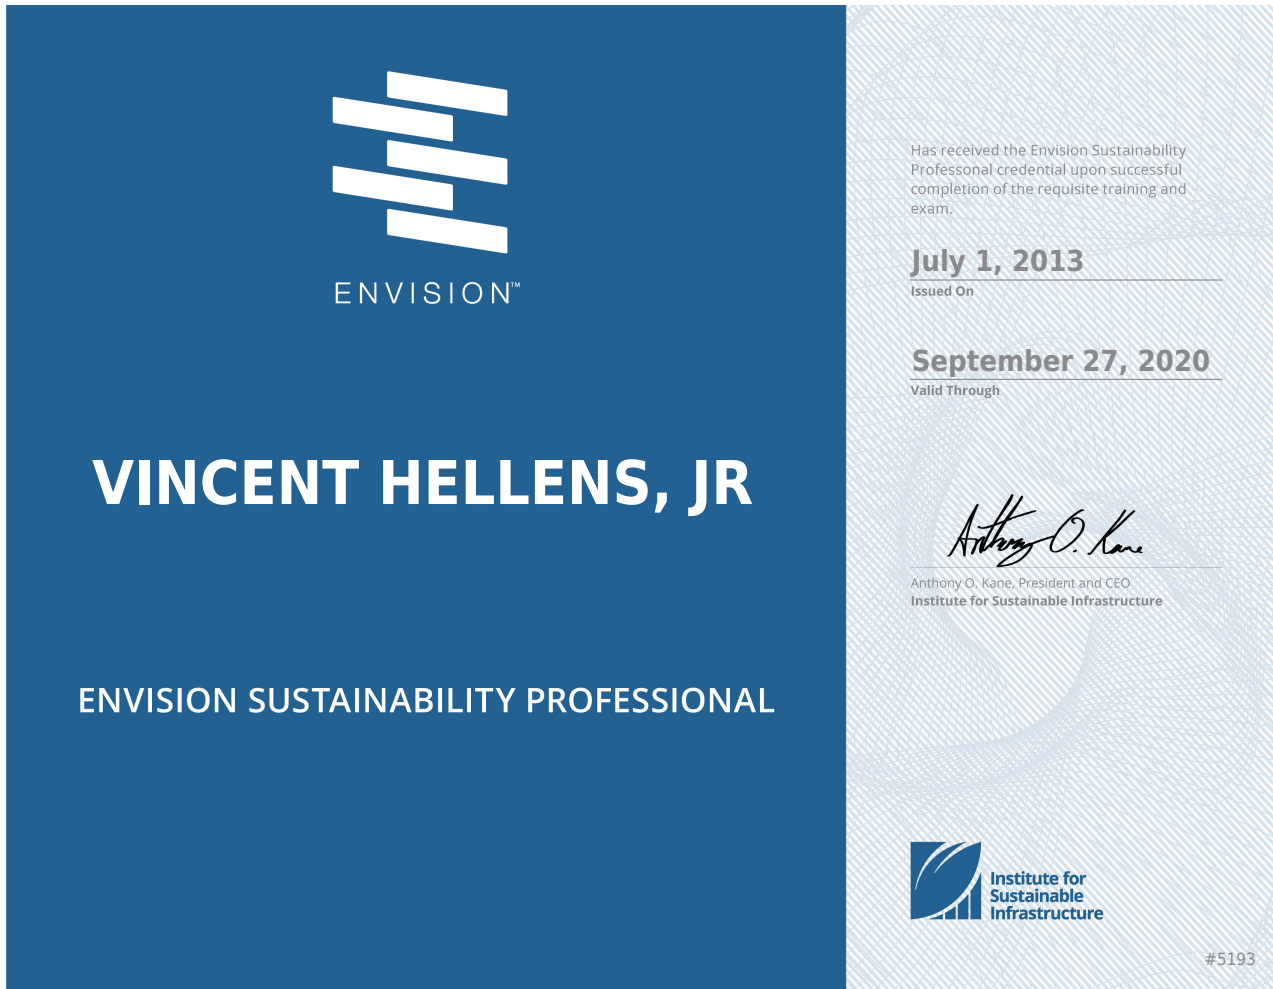 ENVISION™
VINCENT HELLENS, JR
ENVISION SUSTAINABILITY PROFESSIONAL
Has received the Envision Sustainability
Professonal credential upon successful
completion of the requisite training and
exam.
July 1, 2013
Issued On
September 27, 2020
Valid Through
Anthony O. Kane
Anthony O. Kane, President and CEO
Institute for Sustainable Infrastructure
Institute for
Sustainable
Infrastructure
#5193